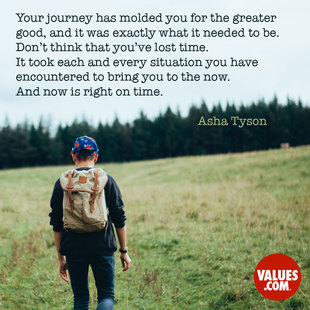 Your journey has molded you for the greater
good, and it was exactly what it needed to be.
Don't think that you've lost time.
It took each and every situation you have
encountered to bring you to the now.
And now is right on time.
Asha Tyson
VALUES
.COM